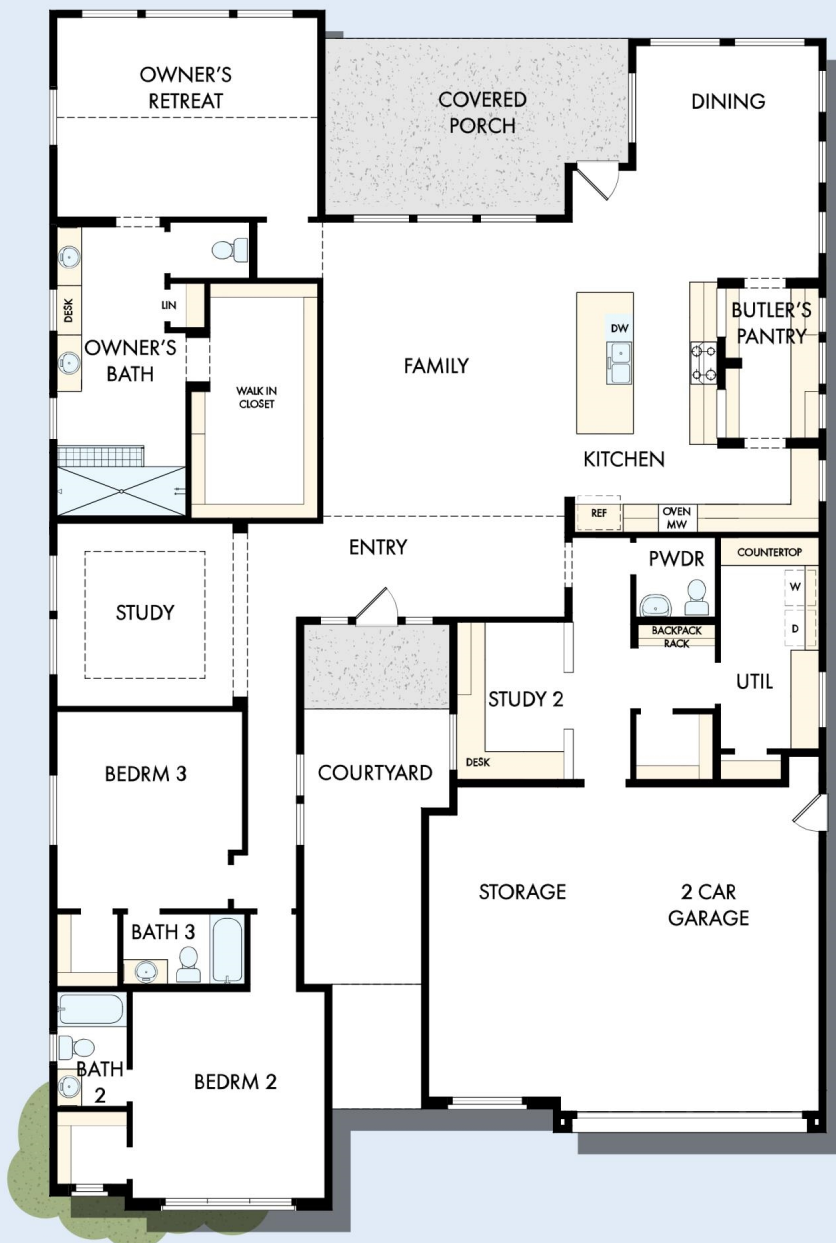 OWNER'S
RETREAT
COVERED
PORCH
DINING
DESK
LIN
OWNER'S
BATH
WALK IN
CLOSET
FAMILY
DW
BUTLER'S
PANTRY
KITCHEN
REF
OVEN
MW
ENTRY
PWDR
COUNTERTOP
W
D
STUDY
BACKPACK
RACK
UTIL
STUDY 2
DESK
BEDRM 3
COURTYARD
STORAGE
2 CAR
GARAGE
BATH 3
BATH
2
BEDRM 2